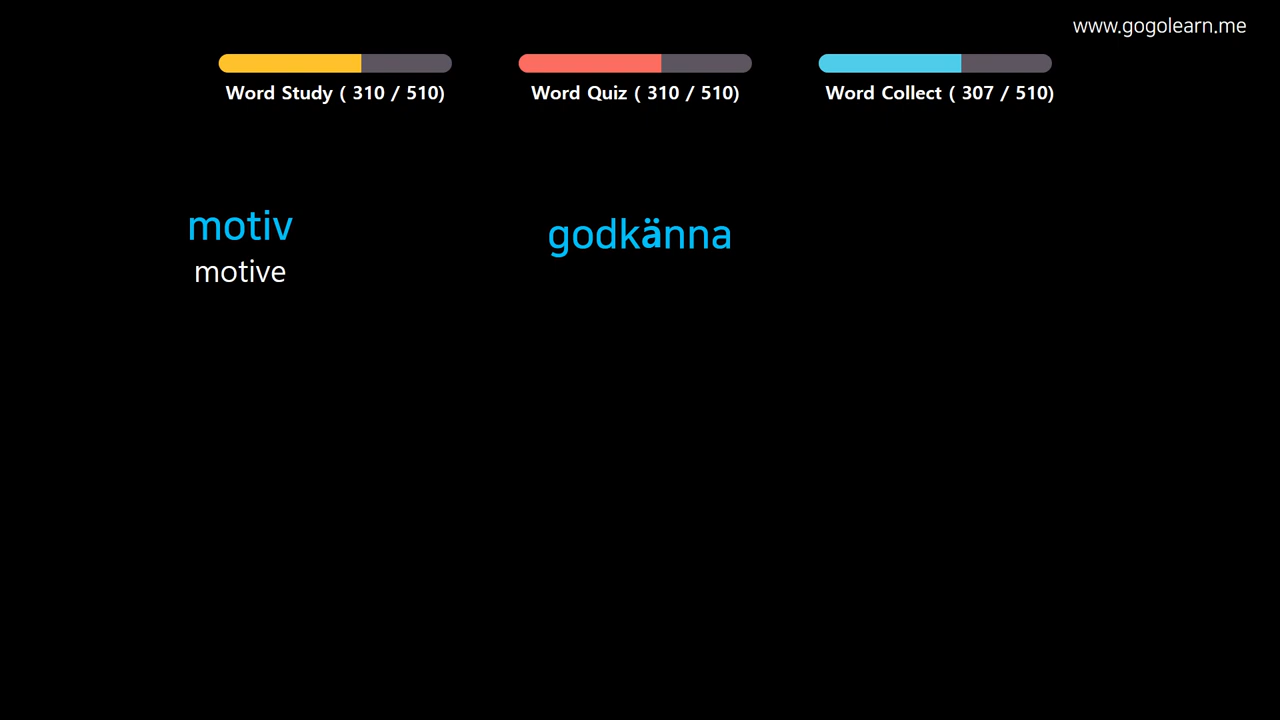 www.gogolearn.me
Word Study ( 310 / 510)
Word Quiz ( 310 / 510)
Word Collect ( 307 / 510)
motiv
motive
godkänna